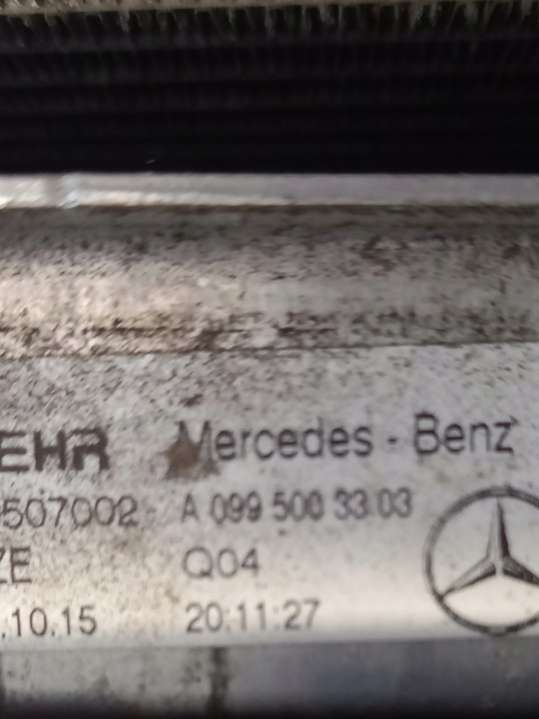 EHR Mercedes - Benz
507002 A 099 500 33 03
ZE Q04
.10.15 20:11:27